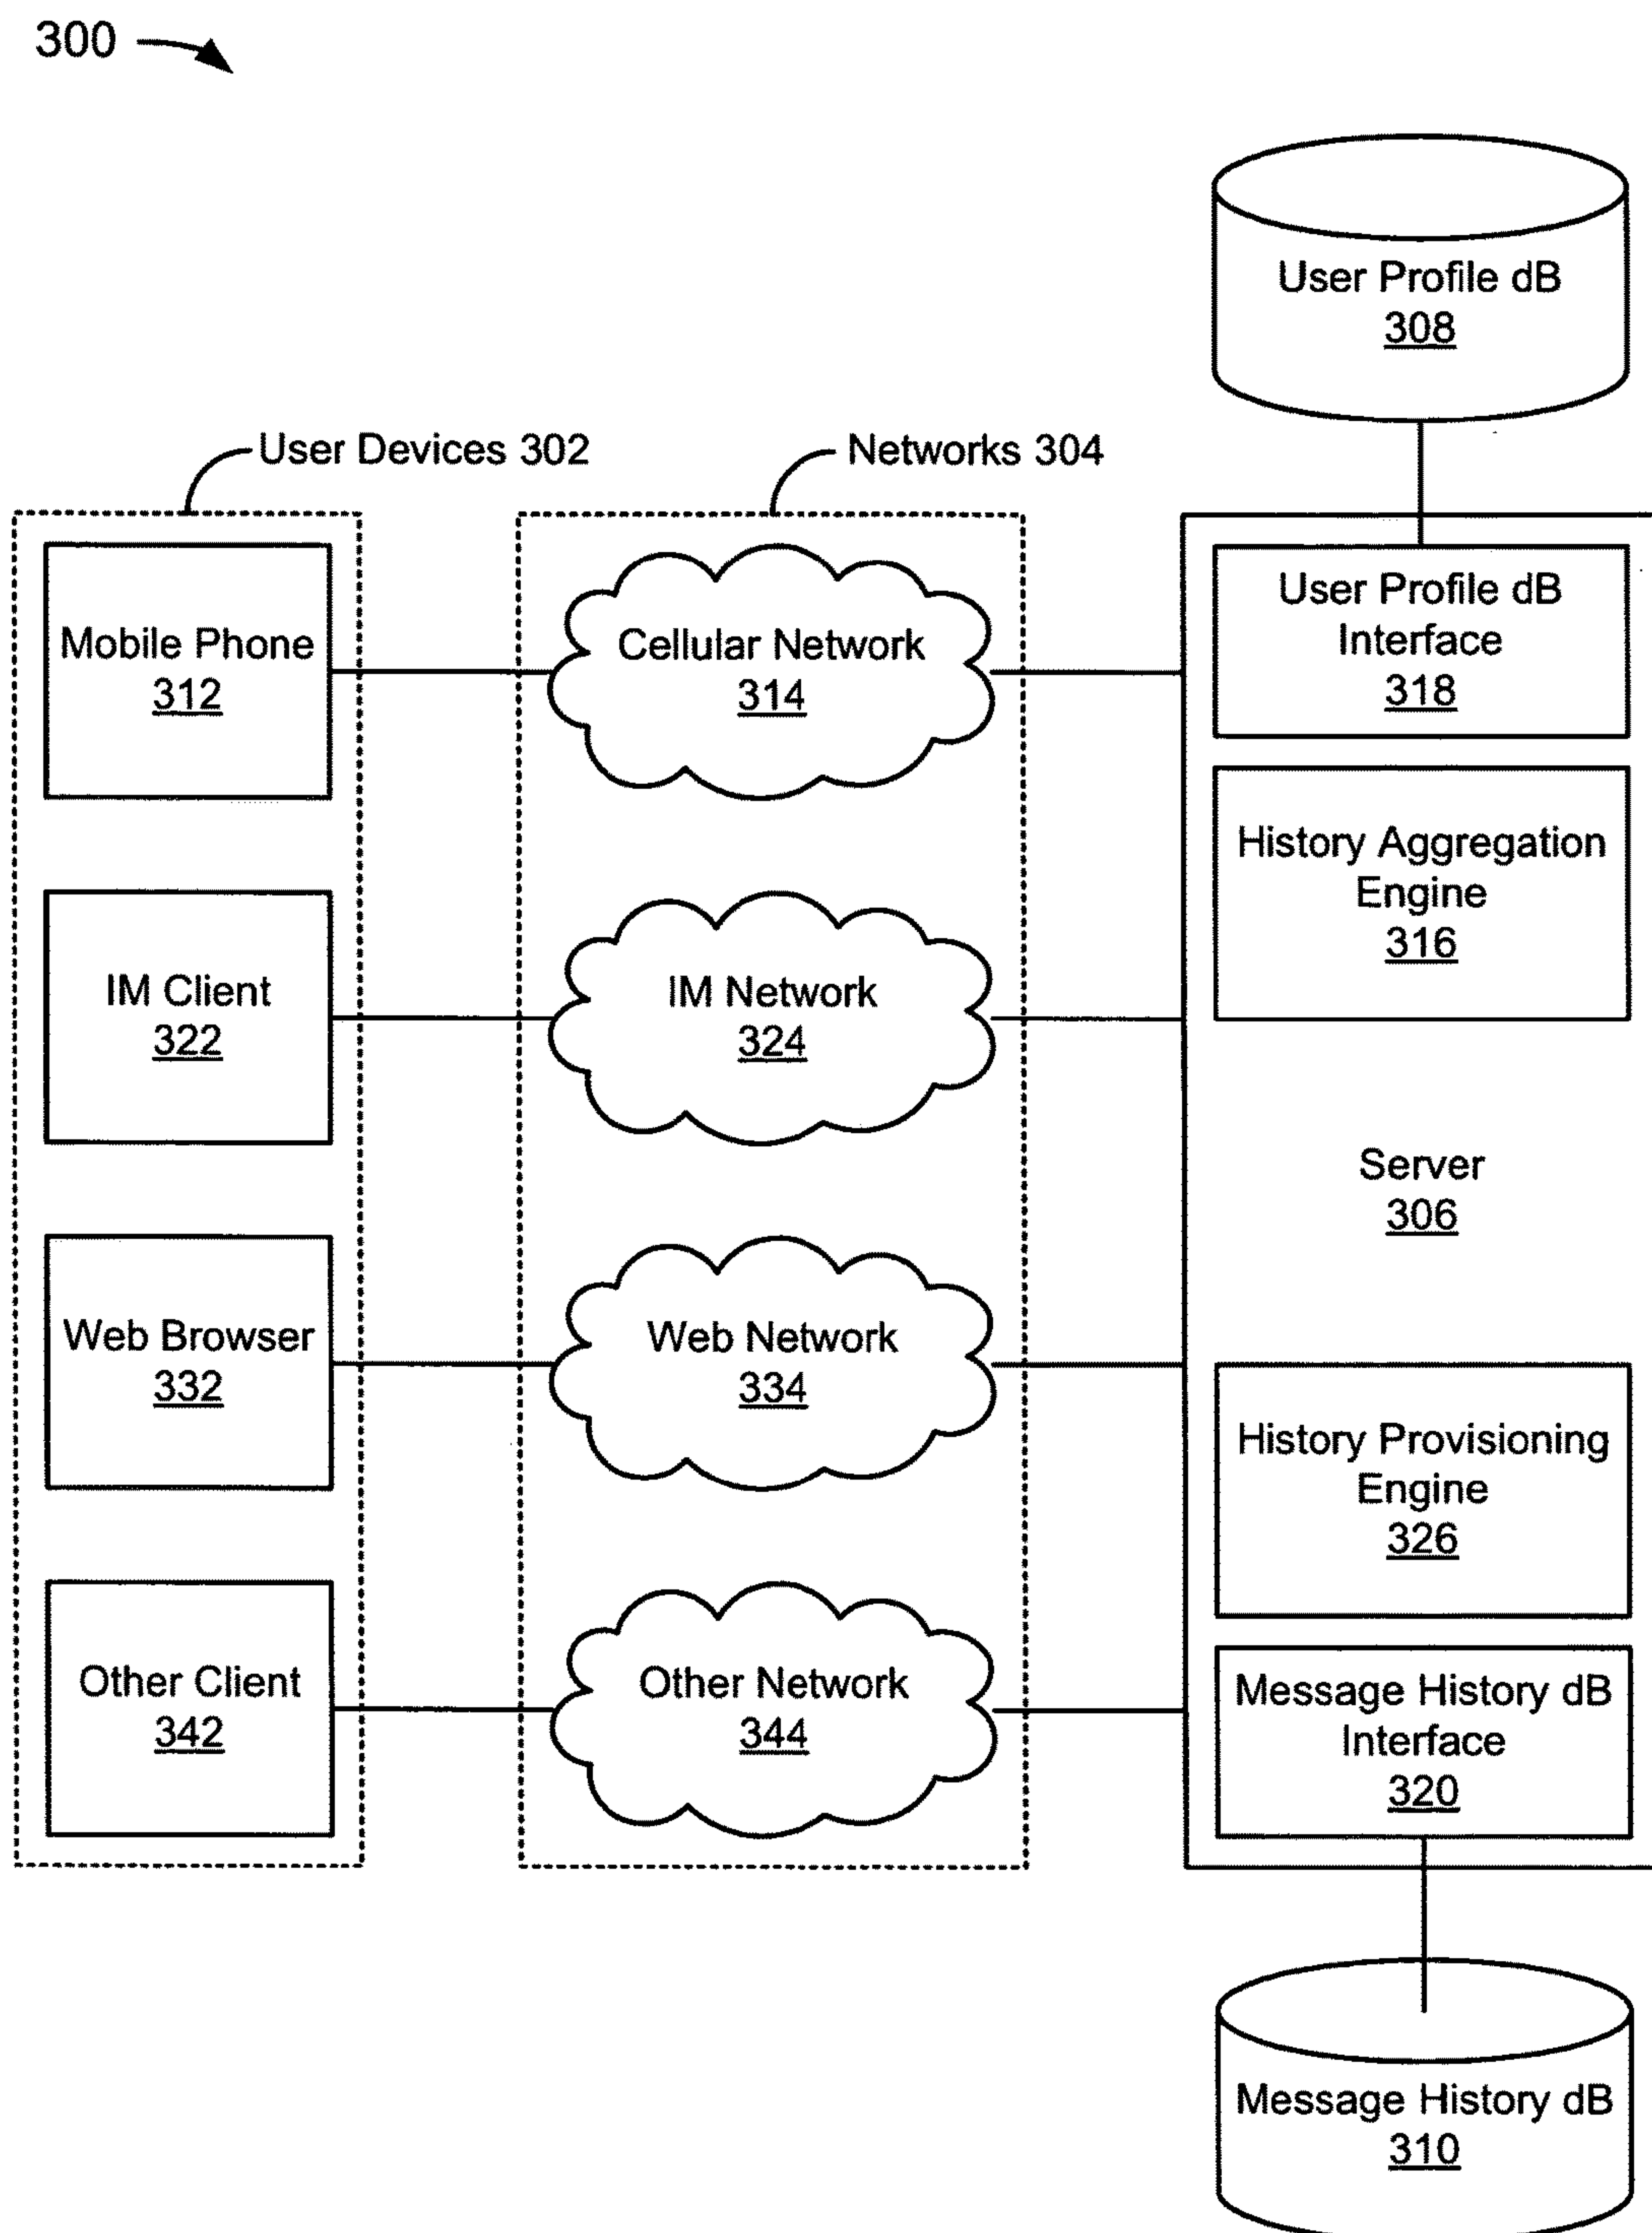 300
User Profile dB
308
User Devices 302
Networks 304
Mobile Phone
312
Cellular Network
314
User Profile dB
Interface
318
History Aggregation
Engine
316
IM Client
322
IM Network
324
Server
306
Web Browser
332
Web Network
334
History Provisioning
Engine
326
Other Client
342
Other Network
344
Message History dB
Interface
320
Message History dB
310